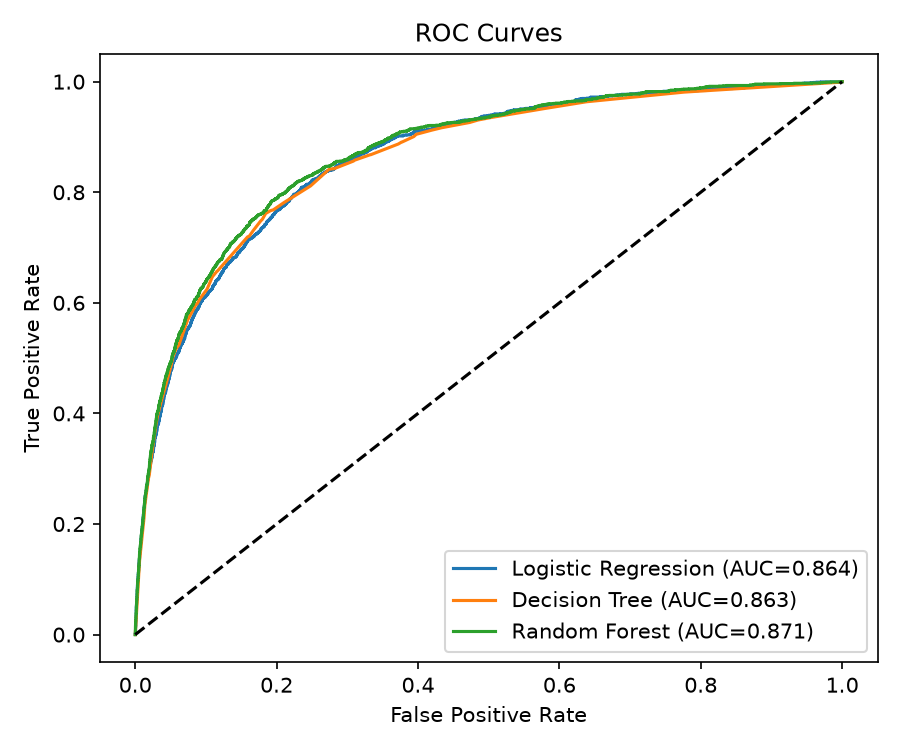 ROC Curves
True Positive Rate
1.0
0.8
0.6
0.4
0.2
0.0
Logistic Regression (AUC=0.864)
Decision Tree (AUC=0.863)
Random Forest (AUC=0.871)
0.0 0.2 0.4 0.6 0.8 1.0
False Positive Rate